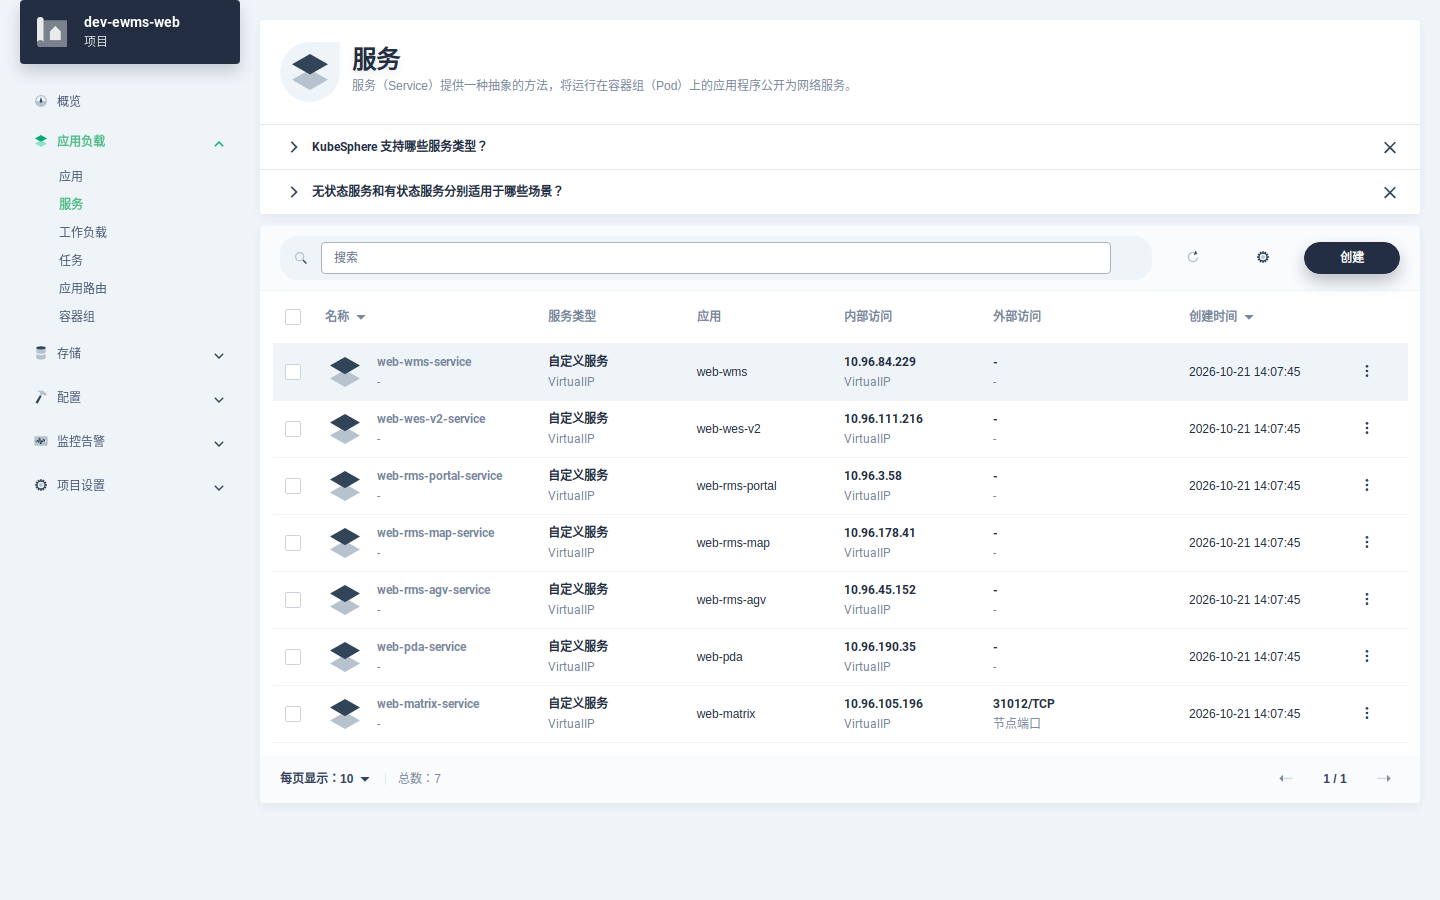 dev-ewms-web
项目
概览
应用负载
应用
服务
工作负载
任务
应用路由
容器组
存储
配置
监控告警
项目设置
服务
服务（Service）提供一种抽象的方法，将运行在容器组（Pod）上的应用程序公开为网络服务。
KubeSphere 支持哪些服务类型？
无状态服务和有状态服务分别适用于哪些场景？
搜索
创建
名称 服务类型 应用 内部访问 外部访问 创建时间
web-wms-service 自定义服务 web-wms 10.96.84.229 - 2026-10-21 14:07:45
- VirtualIP VirtualIP -
web-wes-v2-service 自定义服务 web-wes-v2 10.96.111.216 - 2026-10-21 14:07:45
- VirtualIP VirtualIP -
web-rms-portal-service 自定义服务 web-rms-portal 10.96.3.58 - 2026-10-21 14:07:45
- VirtualIP VirtualIP -
web-rms-map-service 自定义服务 web-rms-map 10.96.178.41 - 2026-10-21 14:07:45
- VirtualIP VirtualIP -
web-rms-agv-service 自定义服务 web-rms-agv 10.96.45.152 - 2026-10-21 14:07:45
- VirtualIP VirtualIP -
web-pda-service 自定义服务 web-pda 10.96.190.35 - 2026-10-21 14:07:45
- VirtualIP VirtualIP -
web-matrix-service 自定义服务 web-matrix 10.96.105.196 31012/TCP 2026-10-21 14:07:45
- VirtualIP VirtualIP 节点端口
每页显示：10 总数：7 1 / 1